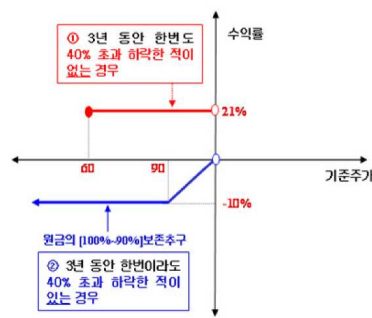 ① 3년 동안 한번도
40% 초과 하락한 적이
없는 경우
수익률
21%
60
90
기준주가
-10%
원금의 [100%~90%]보존추구
② 3년 동안 한번이라도
40% 초과 하락한 적이
있는 경우